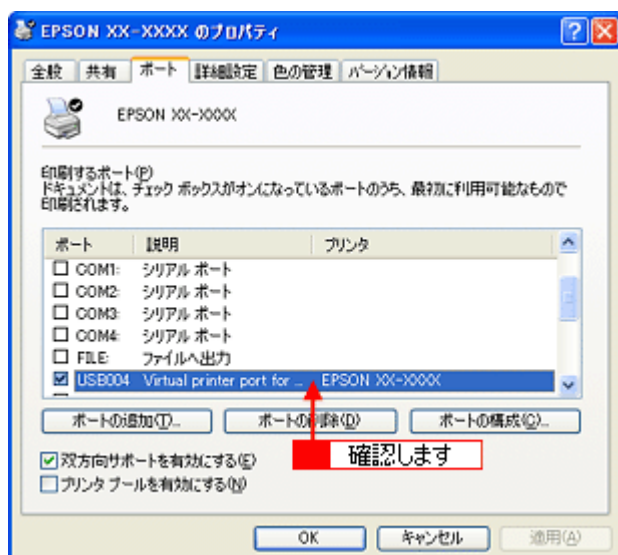 EPSON XX-XXXX のプロパティ
全般 共有 ポート 詳細設定 色の管理 バージョン情報
EPSON XX-XXXX
印刷するポート(P)
ドキュメントは、チェック ボックスがオンになっているポートのうち、最初に利用可能なもので
印刷されます。
ポート 説明 プリンタ
COM1: シリアル ポート
COM2: シリアル ポート
COM3: シリアル ポート
COM4: シリアル ポート
FILE: ファイルへ出力
USB004 Virtual printer port for ... EPSON XX-XXXX
ポートの追加(T)... ポートの削除(D) ポートの構成(C)...
確認します
双方向サポートを有効にする(E)
プリンタ プールを有効にする(N)
OK キャンセル 適用(A)